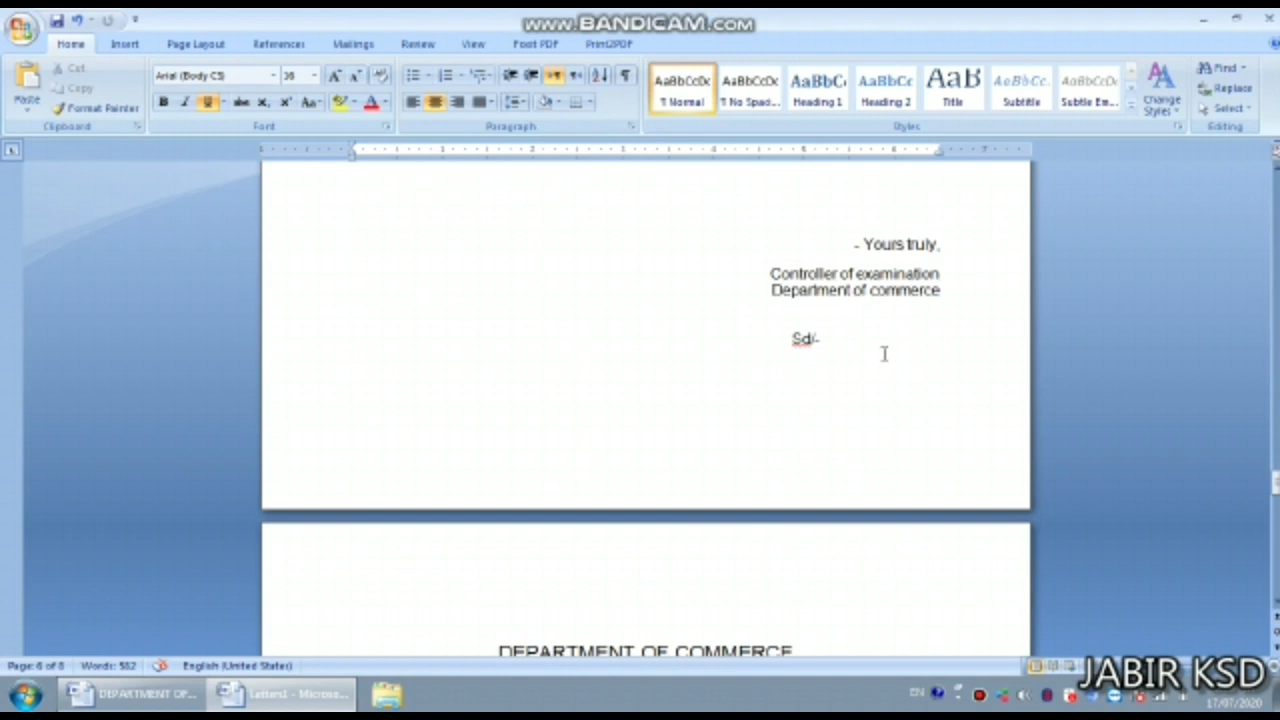 www.BANDICAM.com
Home Insert Page Layout References Mailings Review View Foxit PDF Print2PDF
Paste
Cut
Copy
Format Painter
Clipboard
Arial (Body CS)
Font
Paragraph
AaBbCcDc AaBbCcDc AaBbC AaBbCc AaB AaBbCc. AaBbCcDc
¶ Normal ¶ No Spaci... Heading 1 Heading 2 Title Subtitle Subtle Em...
Change
Styles
Styles
Find
Replace
Select
Editing
- Yours truly,
Controller of examination
Department of commerce
Sd/-
DEPARTMENT OF COMMERCE
Page: 6 of 8 Words: 582 English (United States)
DEPARTMENT OF... Letters1 - Microso...
EN
JABIR KSD
17/07/2020